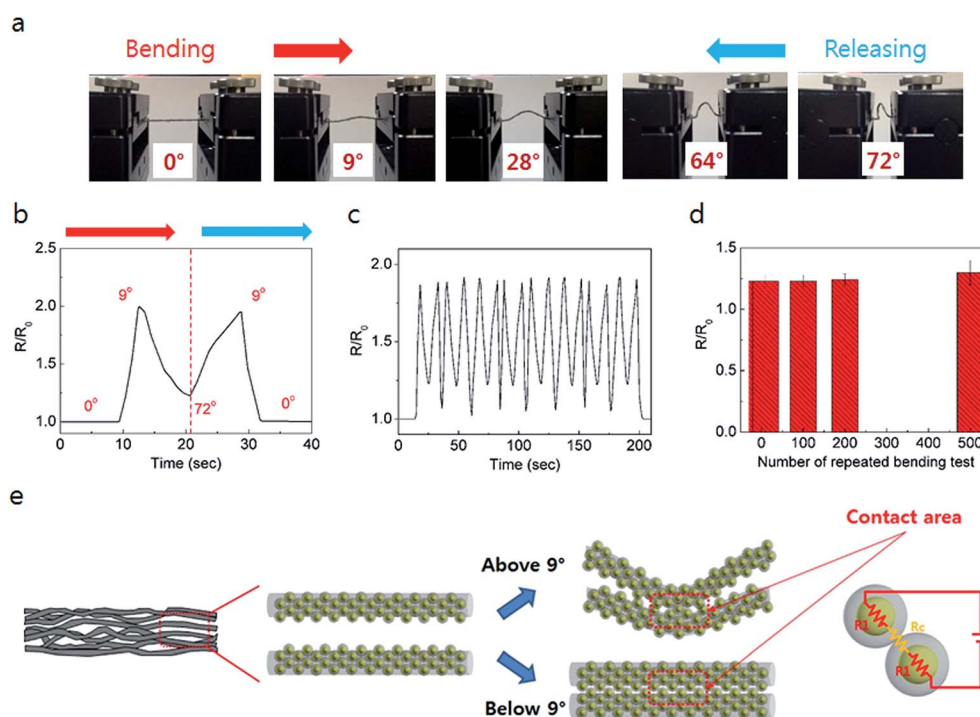 a
Bending
Releasing
0°
9°
28°
64°
72°
b
2.5
2.0
1.5
1.0
R/R0
9°
9°
0°
72°
0°
0
10
20
30
40
Time (sec)
c
2.0
1.5
1.0
R/R0
0
50
100
150
200
Time (sec)
d
1.5
1.0
0.5
0.0
R/R0
0
100
200
300
400
500
Number of repeated bending test
e
Contact area
Above 9°
Below 9°
R1
Rc
R1